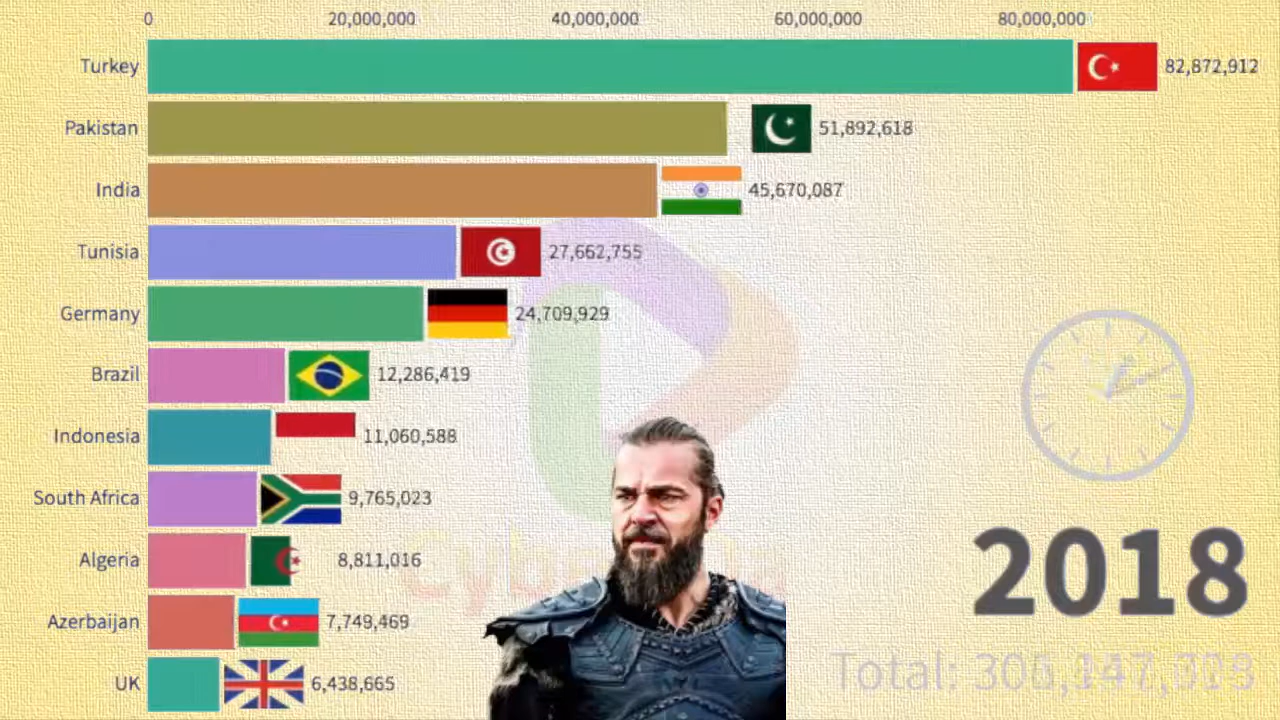 0 20,000,000 40,000,000 60,000,000 80,000,000
Turkey 82,872,912
Pakistan 51,892,618
India 45,670,087
Tunisia 27,662,755
Germany 24,709,929
Brazil 12,286,419
Indonesia 11,060,588
South Africa 9,765,023
Algeria 8,811,016
Azerbaijan 7,749,469
UK 6,438,665
2018
Total: